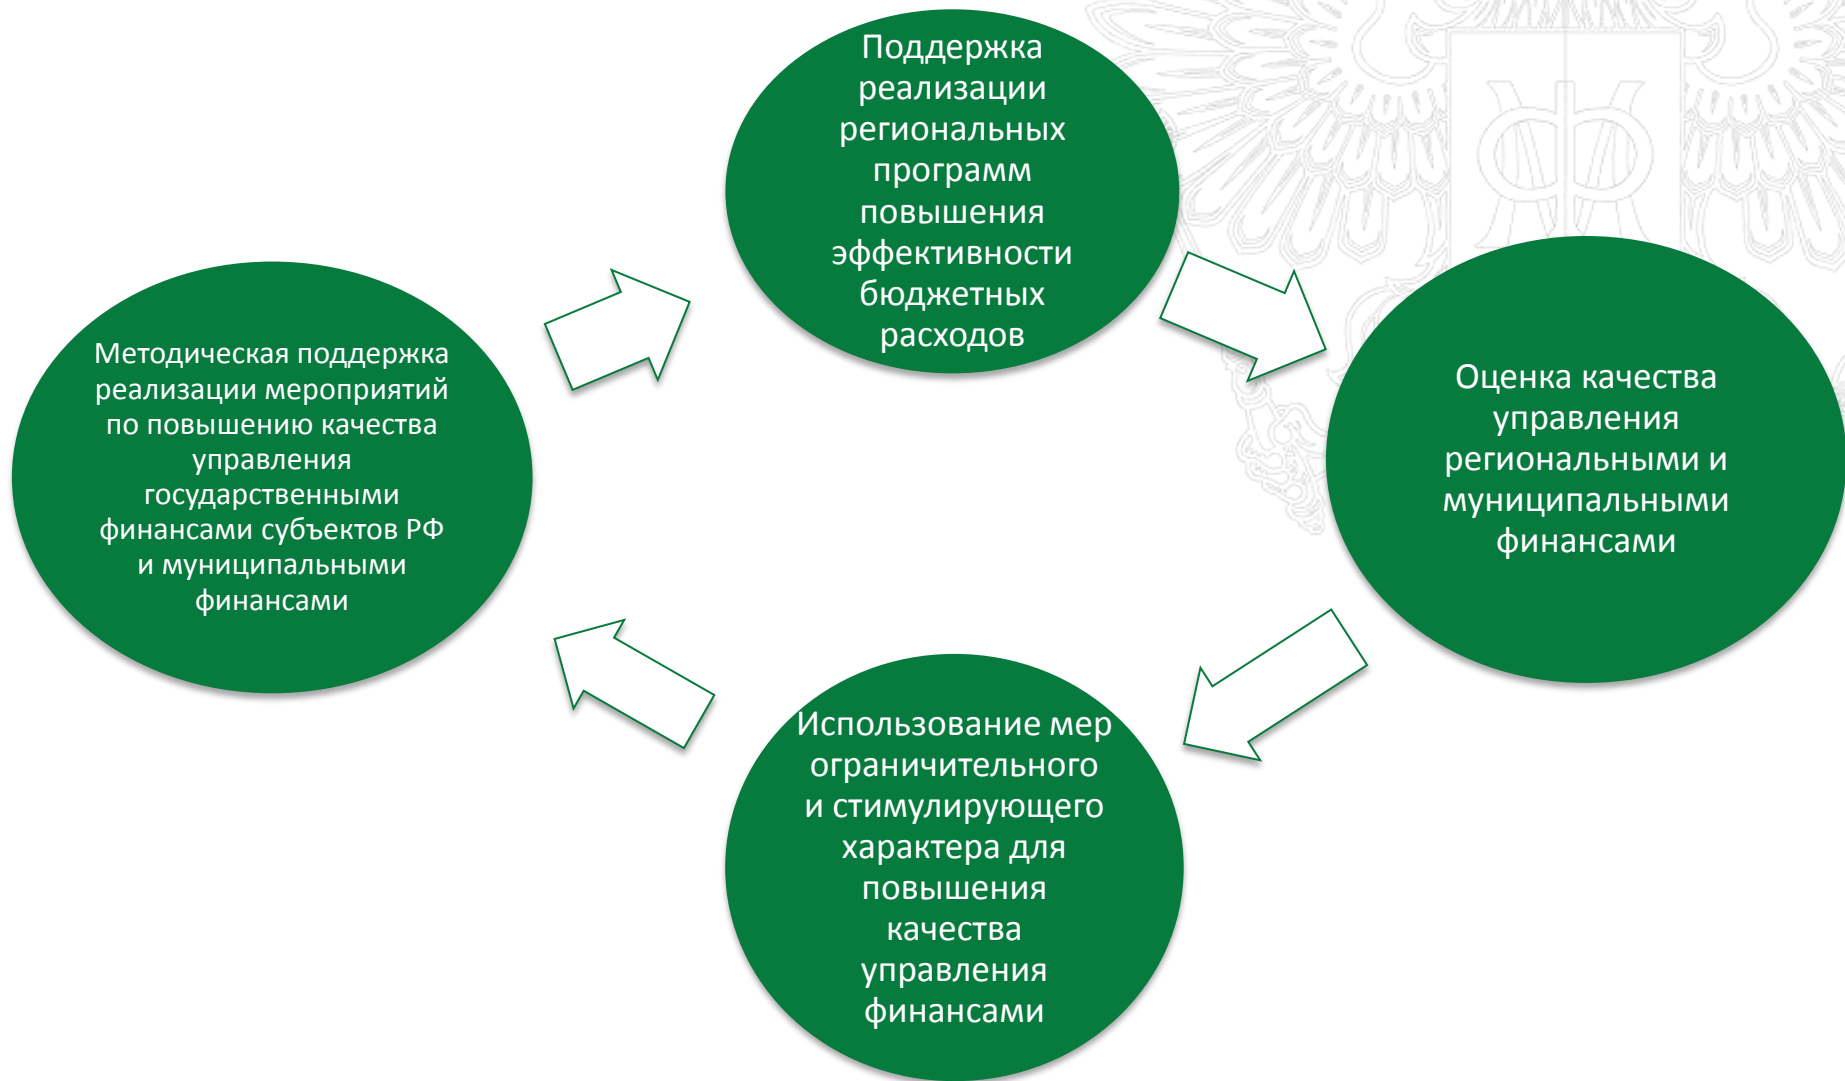 Поддержка
реализации
региональных
программ
повышения
эффективности
бюджетных
расходов
Методическая поддержка
реализации мероприятий
по повышению качества
управления
государственными
финансами субъектов РФ
и муниципальными
финансами
Оценка качества
управления
региональными и
муниципальными
финансами
Использование мер
ограничительного
и стимулирующего
характера для
повышения
качества
управления
финансами